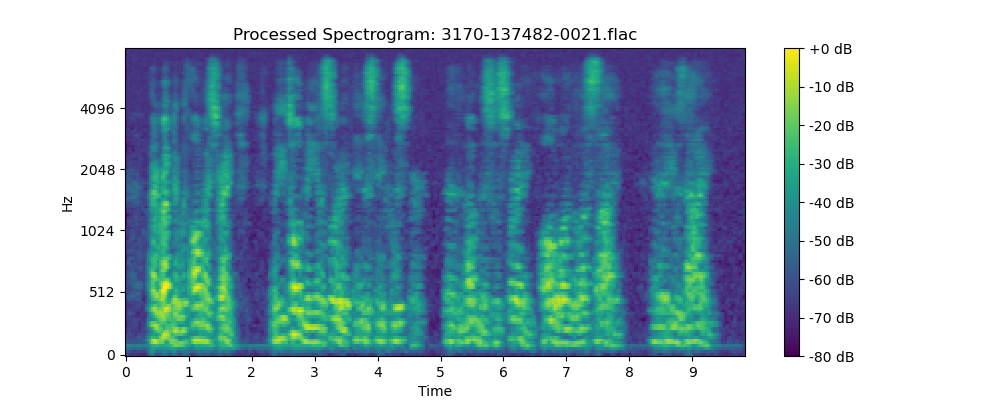 Processed Spectrogram: 3170-137482-0021.flac
Hz
4096
2048
1024
512
0
0 1 2 3 4 5 6 7 8 9
Time
+0 dB
-10 dB
-20 dB
-30 dB
-40 dB
-50 dB
-60 dB
-70 dB
-80 dB